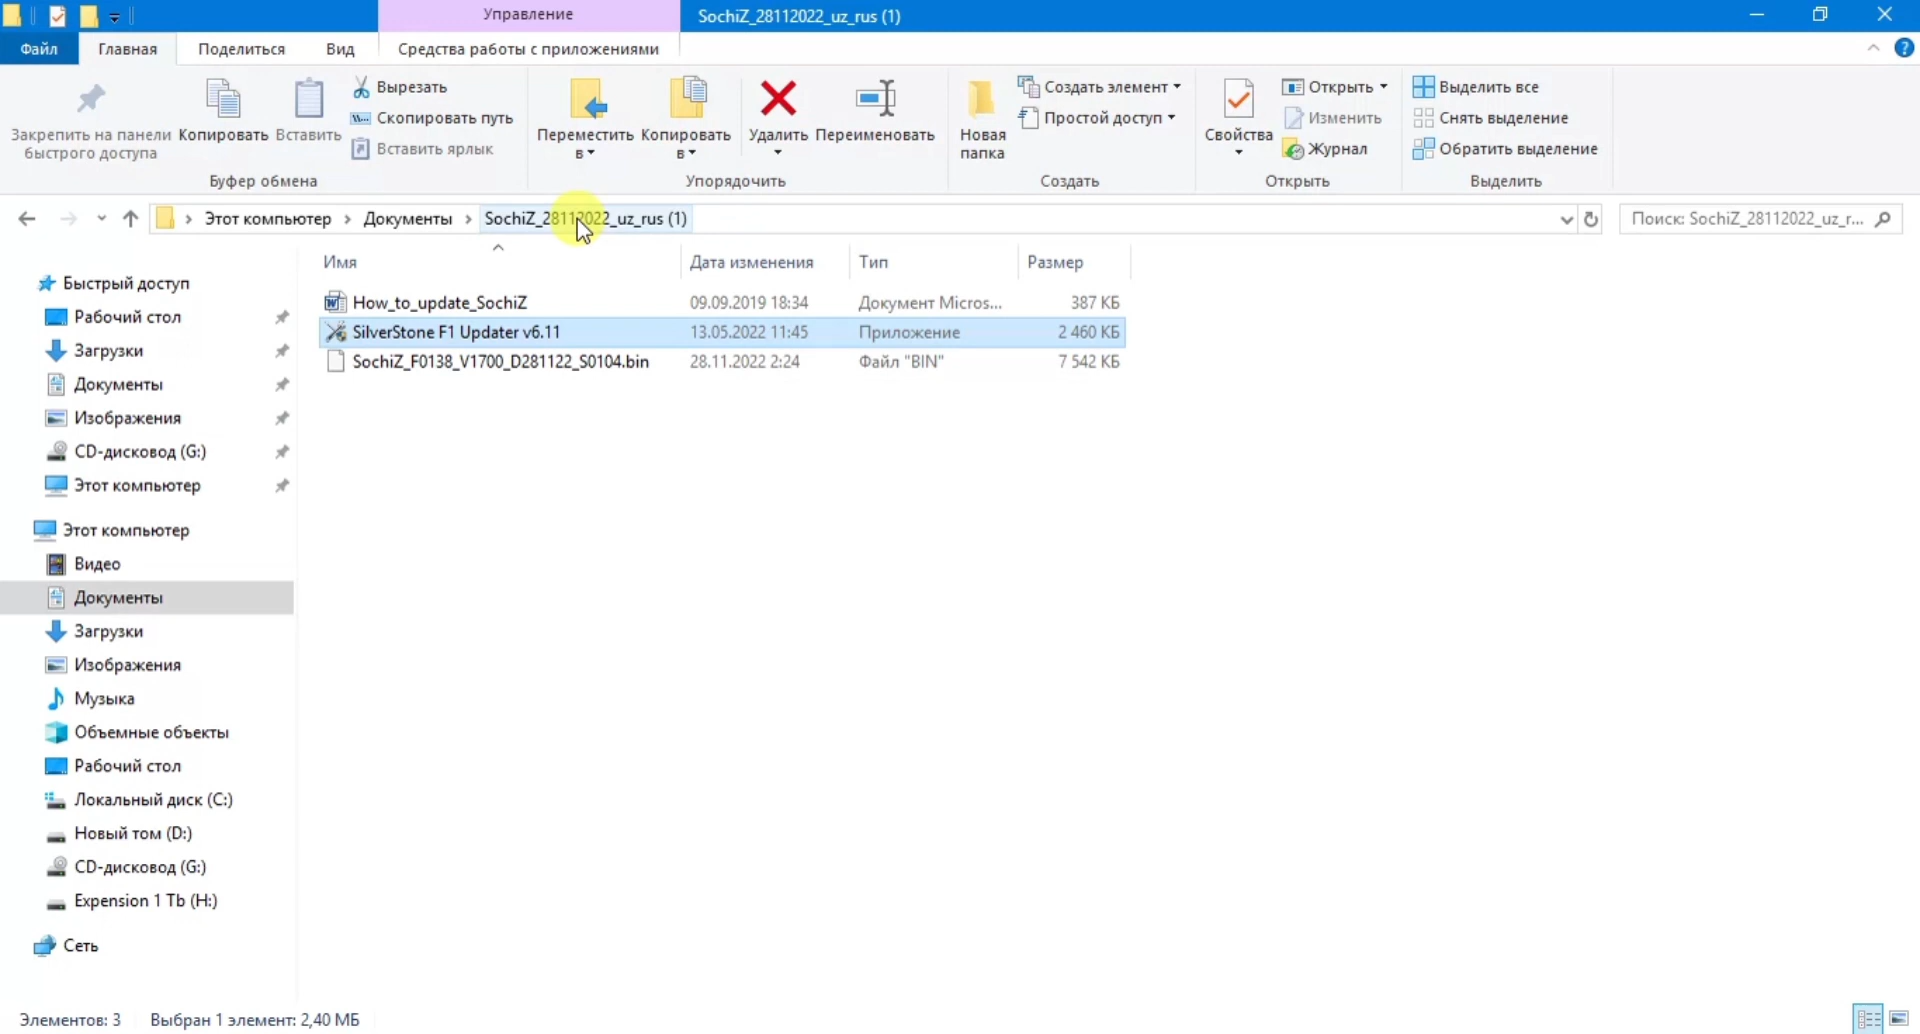 Управление
SochiZ_28112022_uz_rus (1)
Файл
Главная
Поделиться
Вид
Средства работы с приложениями
?
Закрепить на панели
быстрого доступа
Копировать
Вставить
Вырезать
Скопировать путь
Вставить ярлык
Переместить
в
Копировать
в
Удалить
Переименовать
Новая
папка
Создать элемент
Простой доступ
Свойства
Открыть
Изменить
Журнал
Выделить все
Снять выделение
Обратить выделение
Буфер обмена
Упорядочить
Создать
Открыть
Выделить
Этот компьютер > Документы > SochiZ_28112022_uz_rus (1)
Поиск: SochiZ_28112022_uz_r...
Имя
Дата изменения
Тип
Размер
How_to_update_SochiZ 09.09.2019 18:34 Документ Micros... 387 КБ
SilverStone F1 Updater v6.11 13.05.2022 11:45 Приложение 2 460 КБ
SochiZ_F0138_V1700_D281122_S0104.bin 28.11.2022 2:24 Файл "BIN" 7 542 КБ
Быстрый доступ
Рабочий стол
Загрузки
Документы
Изображения
CD-дисковод (G:)
Этот компьютер
Этот компьютер
Видео
Документы
Загрузки
Изображения
Музыка
Объемные объекты
Рабочий стол
Локальный диск (C:)
Новый том (D:)
CD-дисковод (G:)
Expension 1 Tb (H:)
Сеть
Элементов: 3
Выбран 1 элемент: 2,40 МБ